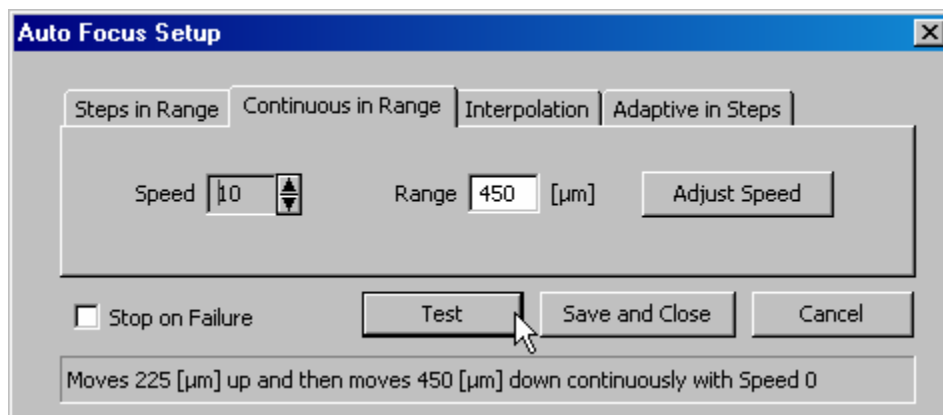 Auto Focus Setup
Steps in Range Continuous in Range Interpolation Adaptive in Steps
Speed 10 Range 450 [µm] Adjust Speed
Stop on Failure Test Save and Close Cancel
Moves 225 [µm] up and then moves 450 [µm] down continuously with Speed 0